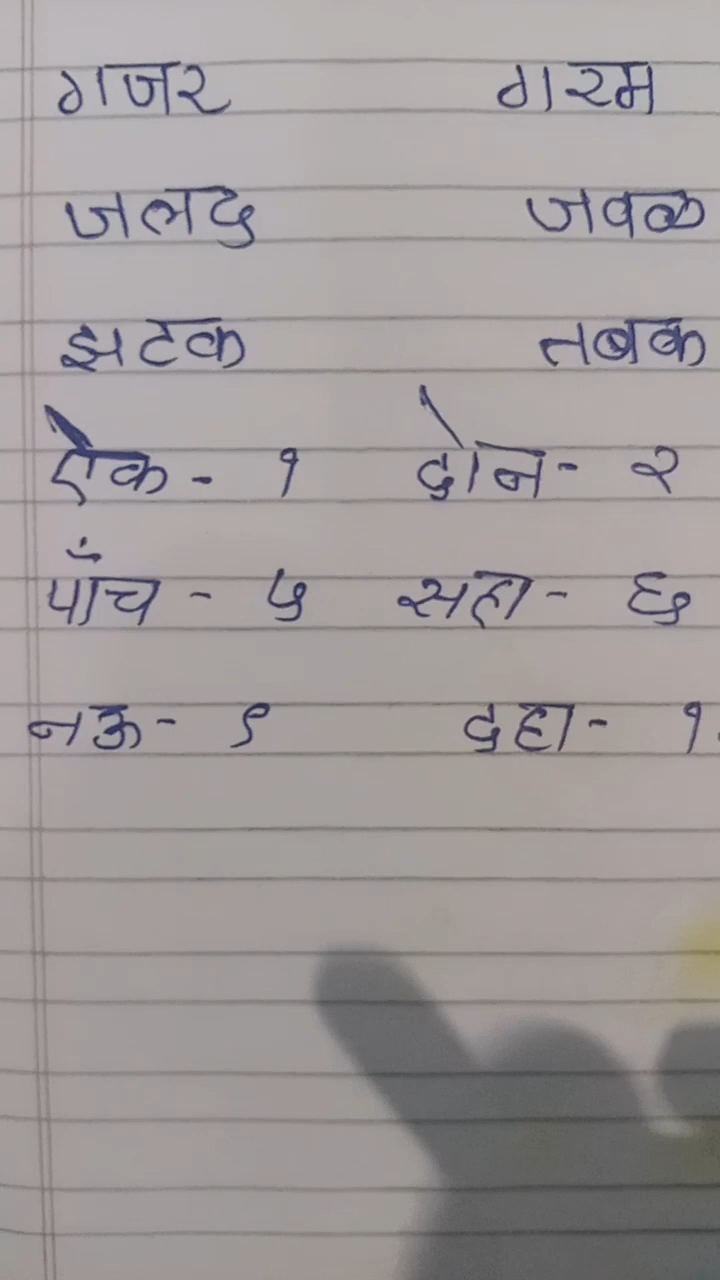 गजर गरम
जलद जवळ
झटक तबक
ऐक - १ दोन - २
पाँच - ५ सहा - ६
नऊ - ९ दहा - १